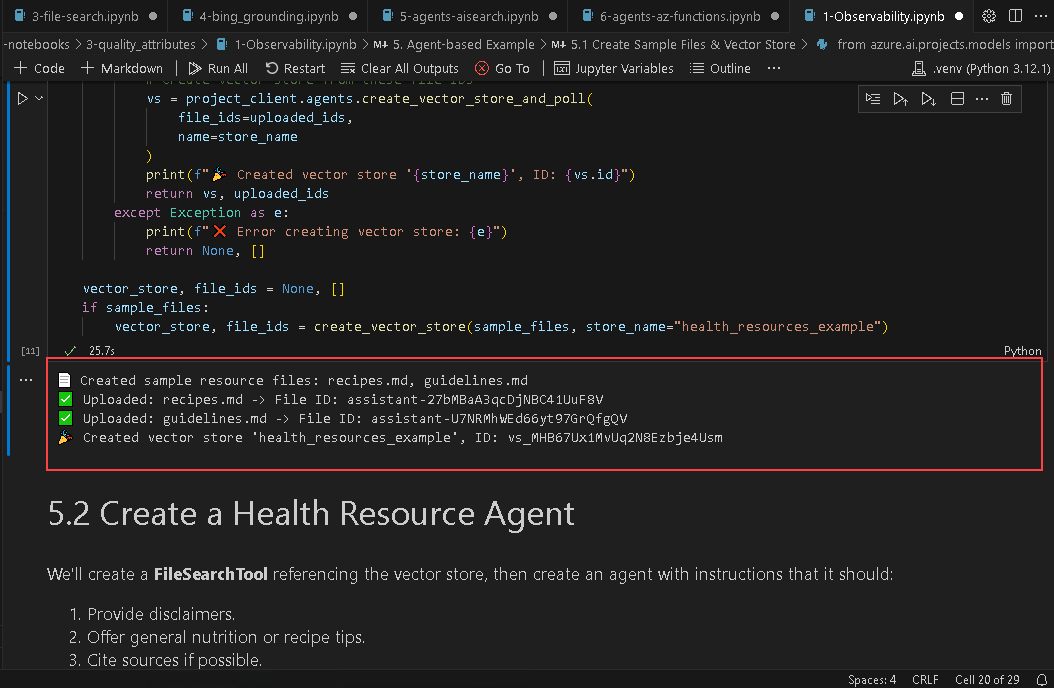 3-file-search.ipynb 4-bing_grounding.ipynb 5-agents-aisearch.ipynb 6-agents-az-functions.ipynb 1-Observability.ipynb
-notebooks > 3-quality_attributes > 1-Observability.ipynb > M↓ 5. Agent-based Example > M↓ 5.1 Create Sample Files & Vector Store > from azure.ai.projects.models import
+ Code + Markdown Run All Restart Clear All Outputs Go To Jupyter Variables Outline ··· .venv (Python 3.12.1)
vs = project_client.agents.create_vector_store_and_poll(
file_ids=uploaded_ids,
name=store_name
)
print(f"🎉 Created vector store '{store_name}', ID: {vs.id}")
return vs, uploaded_ids
except Exception as e:
print(f"❌ Error creating vector store: {e}")
return None, []
vector_store, file_ids = None, []
if sample_files:
vector_store, file_ids = create_vector_store(sample_files, store_name="health_resources_example")
[11] 25.7s Python
📄 Created sample resource files: recipes.md, guidelines.md
✅ Uploaded: recipes.md -> File ID: assistant-27bMBaA3qcDjNBC41UuF8V
✅ Uploaded: guidelines.md -> File ID: assistant-U7NRMhWEd66yt97GrQfgQV
🎉 Created vector store 'health_resources_example', ID: vs_MHB67Ux1MvUq2N8Ezbje4Usm
5.2 Create a Health Resource Agent
We'll create a FileSearchTool referencing the vector store, then create an agent with instructions that it should:
1. Provide disclaimers.
2. Offer general nutrition or recipe tips.
3. Cite sources if possible.
Spaces: 4 CRLF Cell 20 of 29